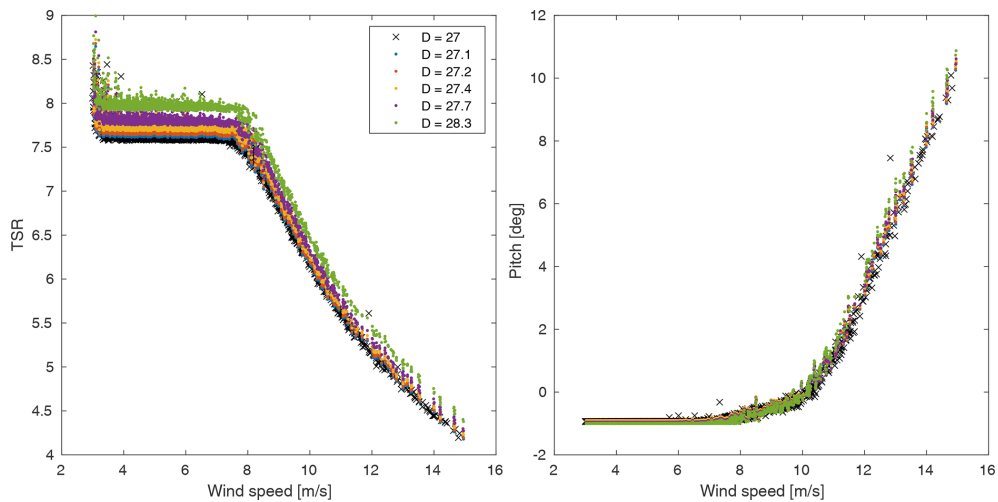 9
8.5
8
7.5
7
6.5
6
5.5
5
4.5
4
TSR
2 4 6 8 10 12 14 16
Wind speed [m/s]
D = 27
D = 27.1
D = 27.2
D = 27.4
D = 27.7
D = 28.3
12
10
8
6
4
2
0
-2
Pitch [deg]
2 4 6 8 10 12 14 16
Wind speed [m/s]